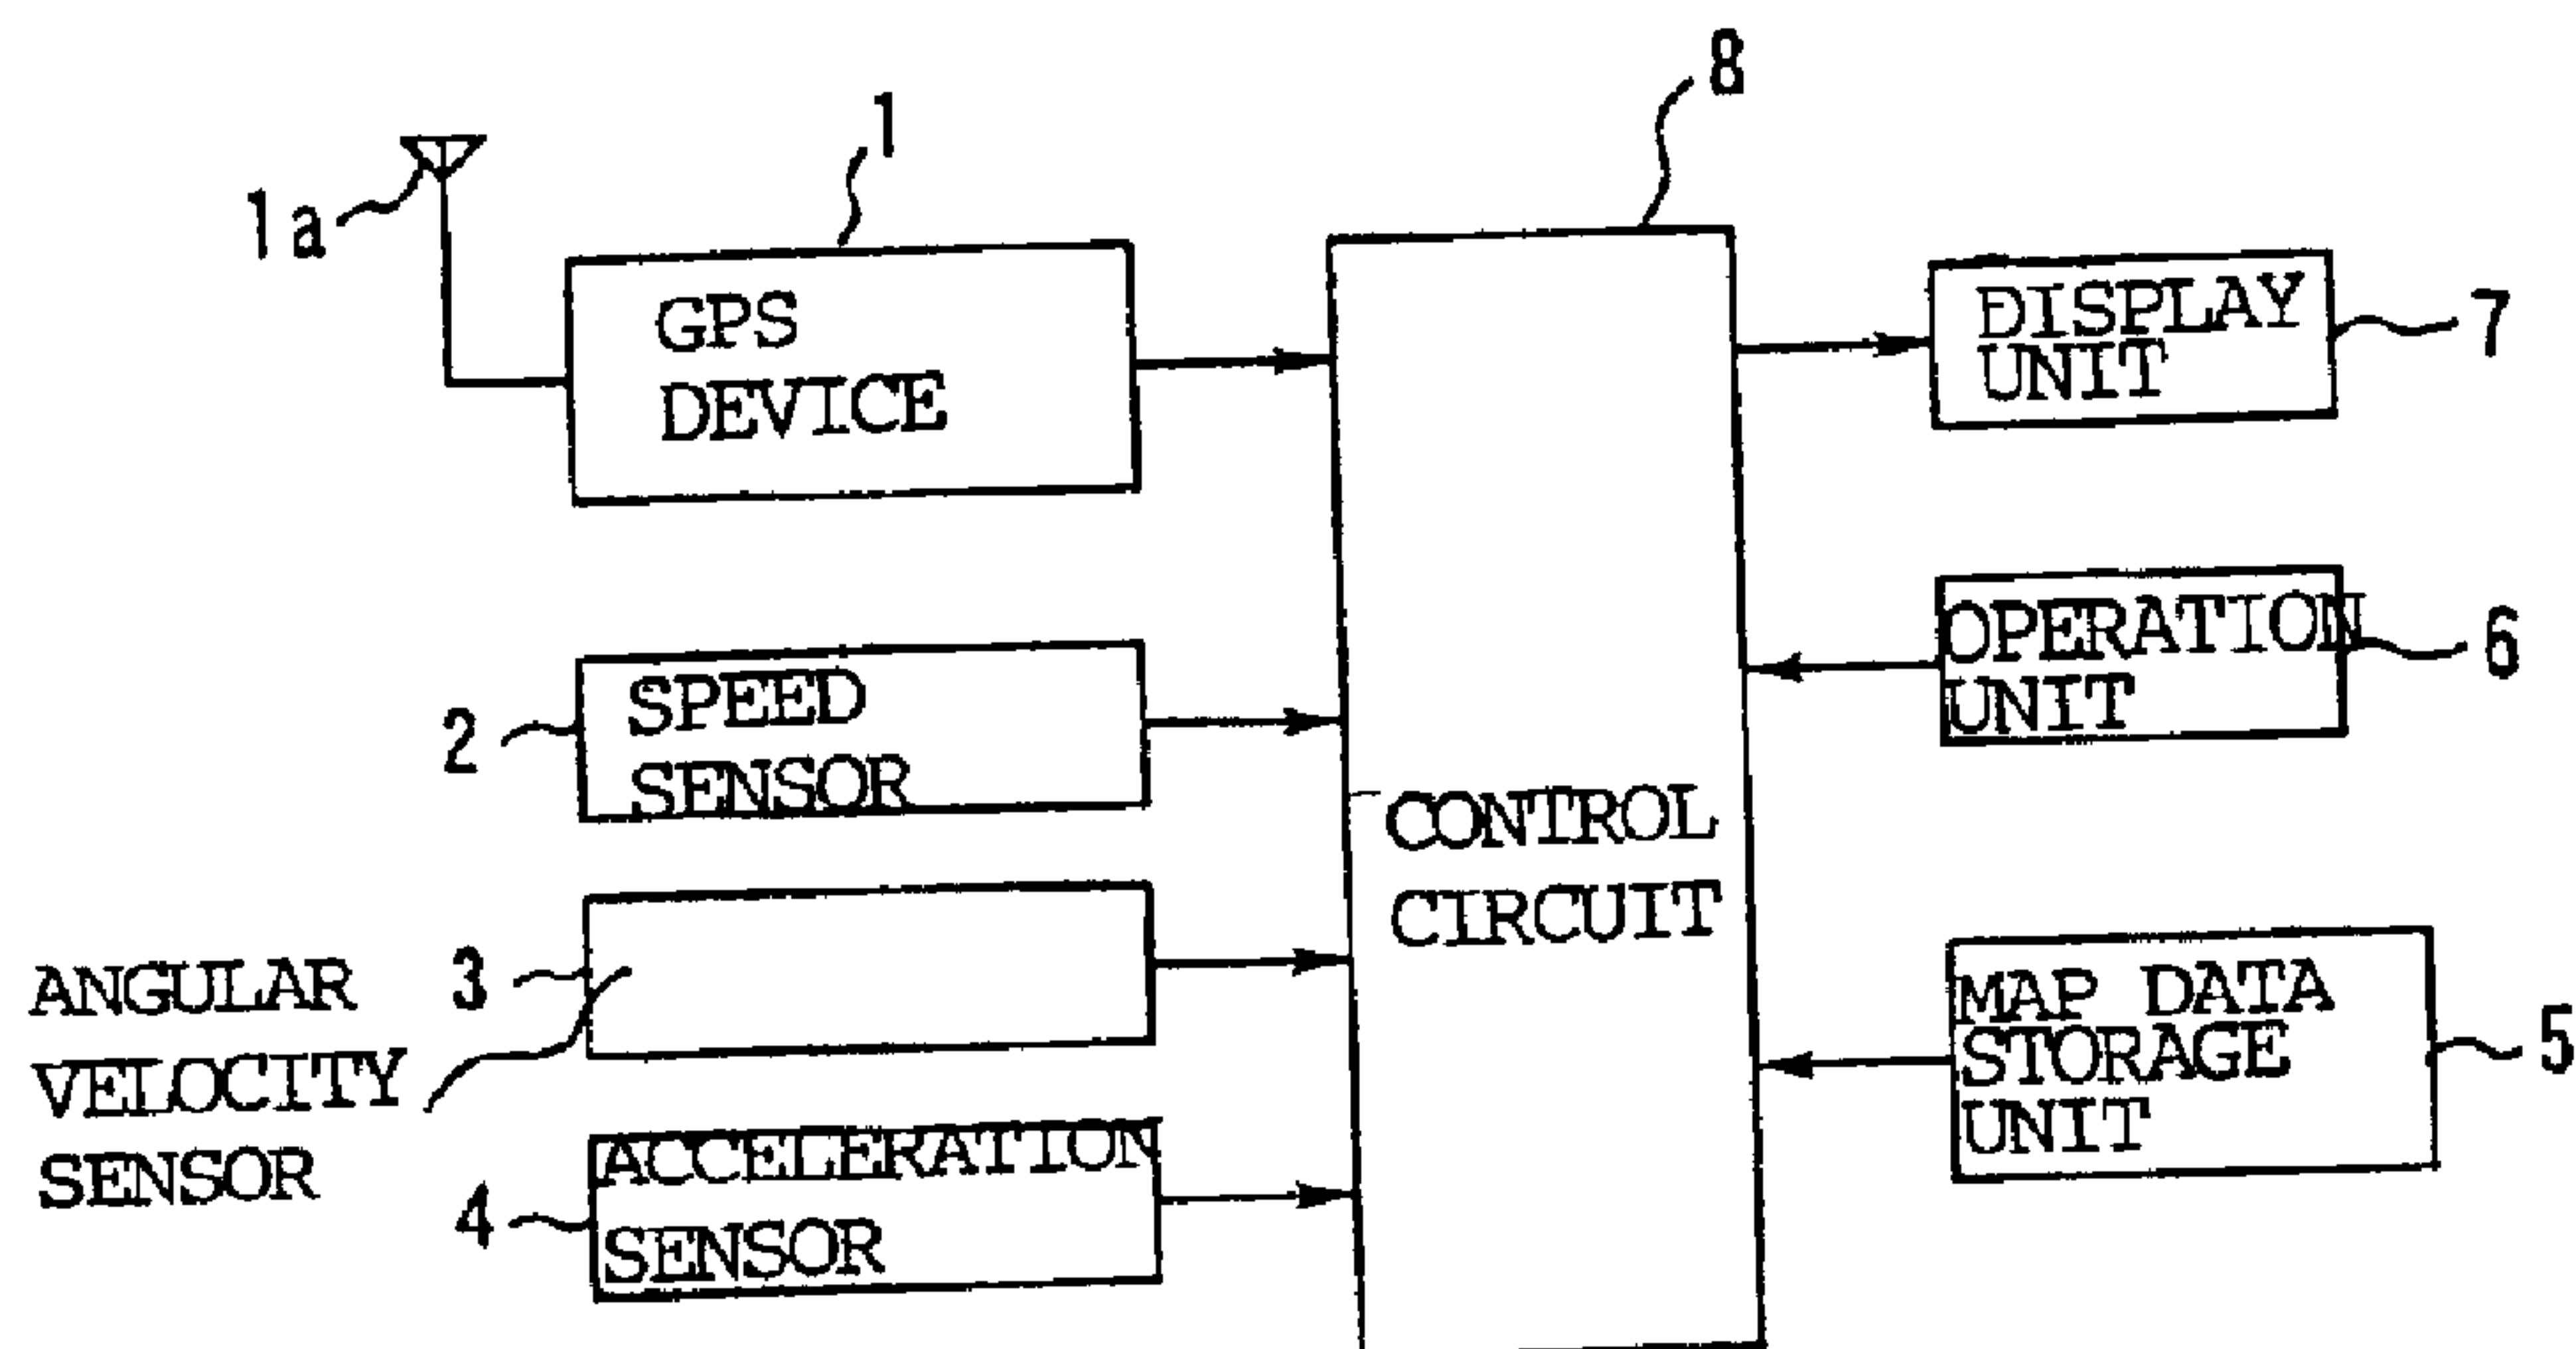 8
1
1a
GPS
DEVICE
DISPLAY
UNIT
7
SPEED
SENSOR
2
OPERATION
UNIT
6
CONTROL
CIRCUIT
3
ANGULAR
VELOCITY
SENSOR
MAP DATA
STORAGE
UNIT
5
ACCELERATION
SENSOR
4